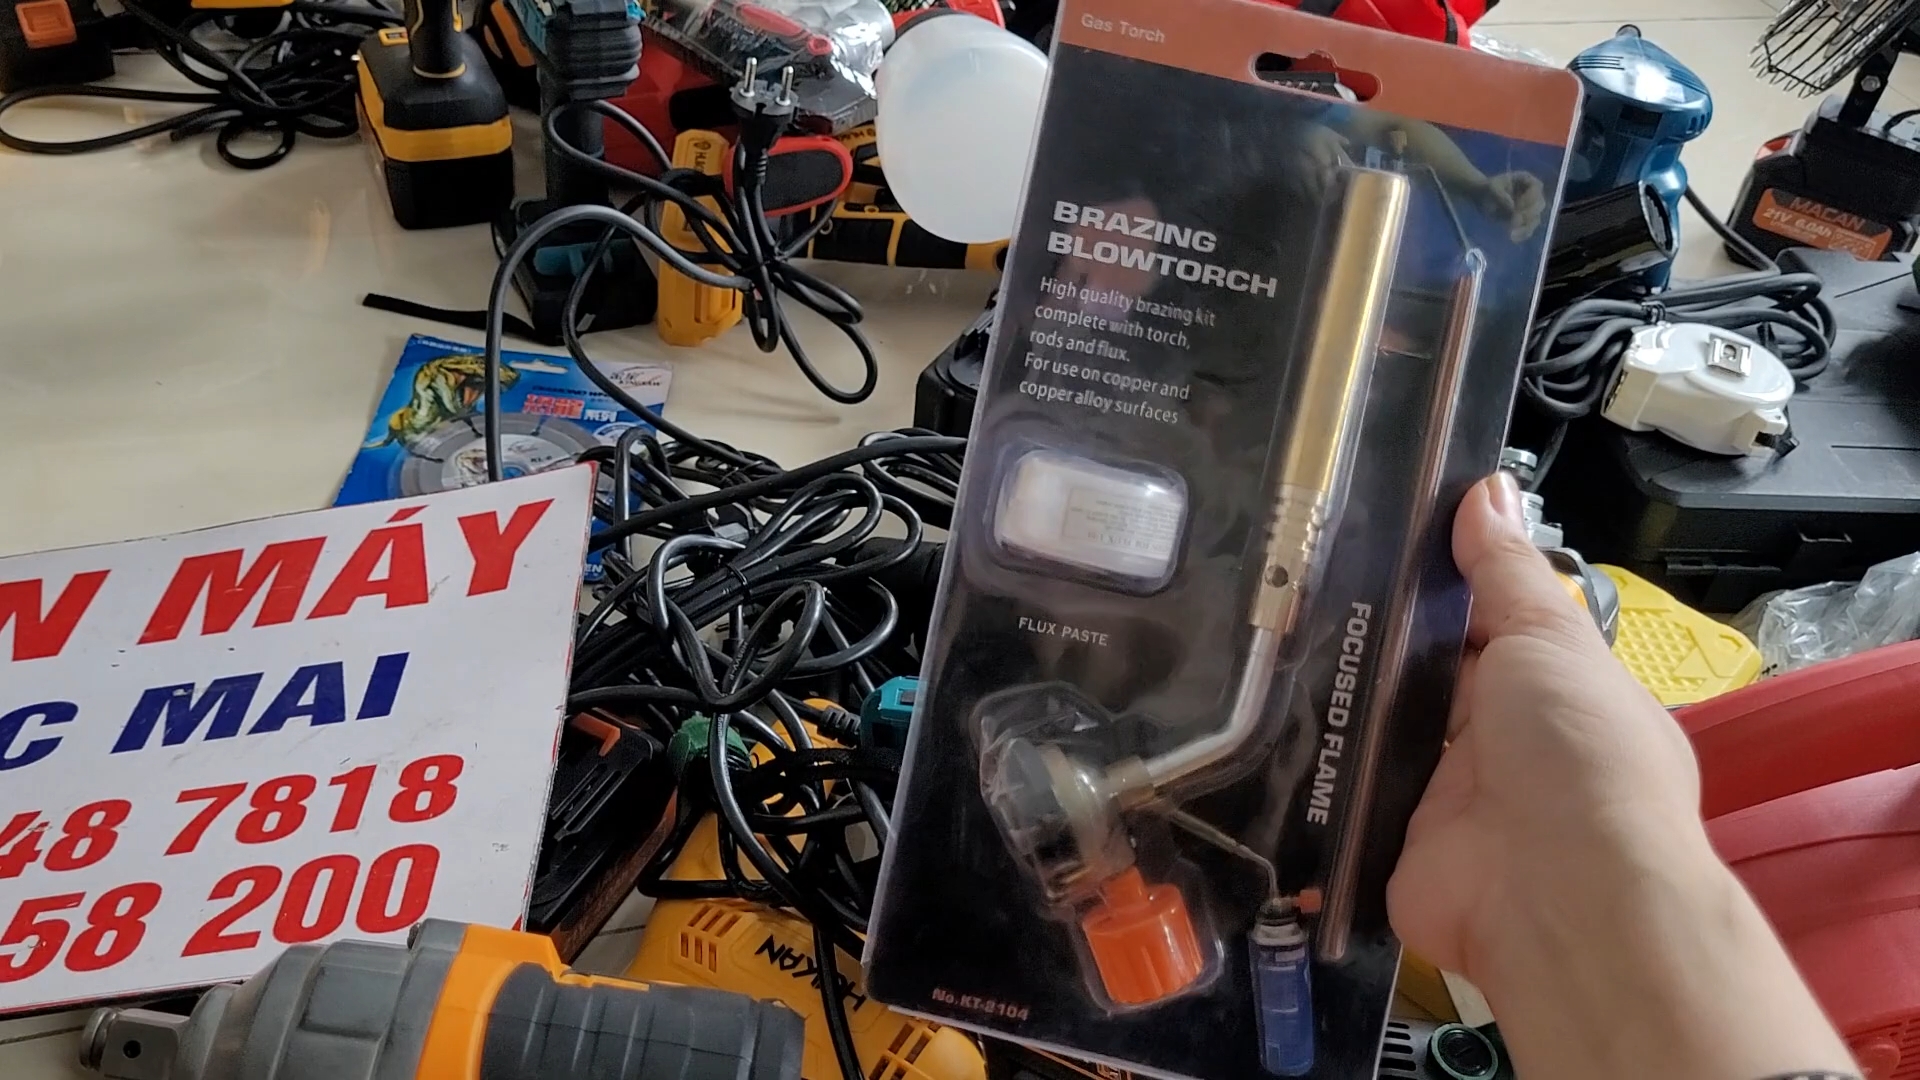 Gas Torch
BRAZING
BLOWTORCH
High quality brazing kit
complete with torch,
rods and flux.
For use on copper and
copper alloy surfaces
FLUX PASTE
FOCUSED FLAME
No.KT-2104
N MÁY
C MAI
48 7818
58 200
MACAN
21V 6.0Ah
HUKAN